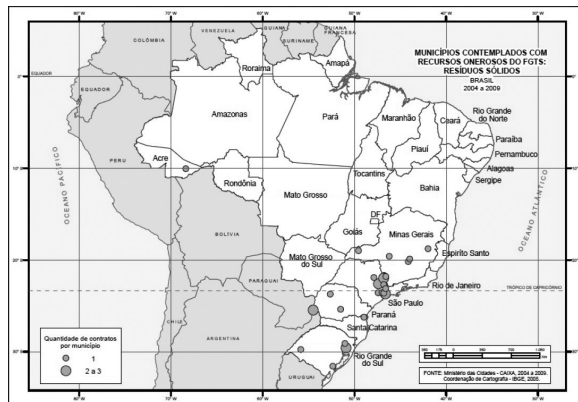 MUNICÍPIOS CONTEMPLADOS COM
RECURSOS ONEROSOS DO FGTS:
RESÍDUOS SÓLIDOS
BRASIL
2004 a 2009
80°W
70°W
60°W
50°W
40°W
COLÔMBIA
VENEZUELA
GUIANA
SURINAME
GUIANA
FRANCESA
EQUADOR
EQUADOR
PERU
BOLÍVIA
PARAGUAI
CHILE
ARGENTINA
URUGUAI
OCEANO PACÍFICO
OCEANO ATLÂNTICO
Roraima
Amapá
Amazonas
Pará
Maranhão
Ceará
Rio Grande
do Norte
Paraíba
Piauí
Pernambuco
Acre
Alagoas
Sergipe
Tocantins
Rondônia
Bahia
Mato Grosso
DF
Goiás
Minas Gerais
Mato Grosso
do Sul
Espírito Santo
Rio de Janeiro
TRÓPICO DE CAPRICÓRNIO
São Paulo
Paraná
Santa Catarina
Rio Grande
do Sul
Quantidade de contratos
por município
1
2 a 3
FONTE: Ministério das Cidades - CAIXA, 2004 a 2009.
Coordenação de Cartografia - IBGE, 2005.